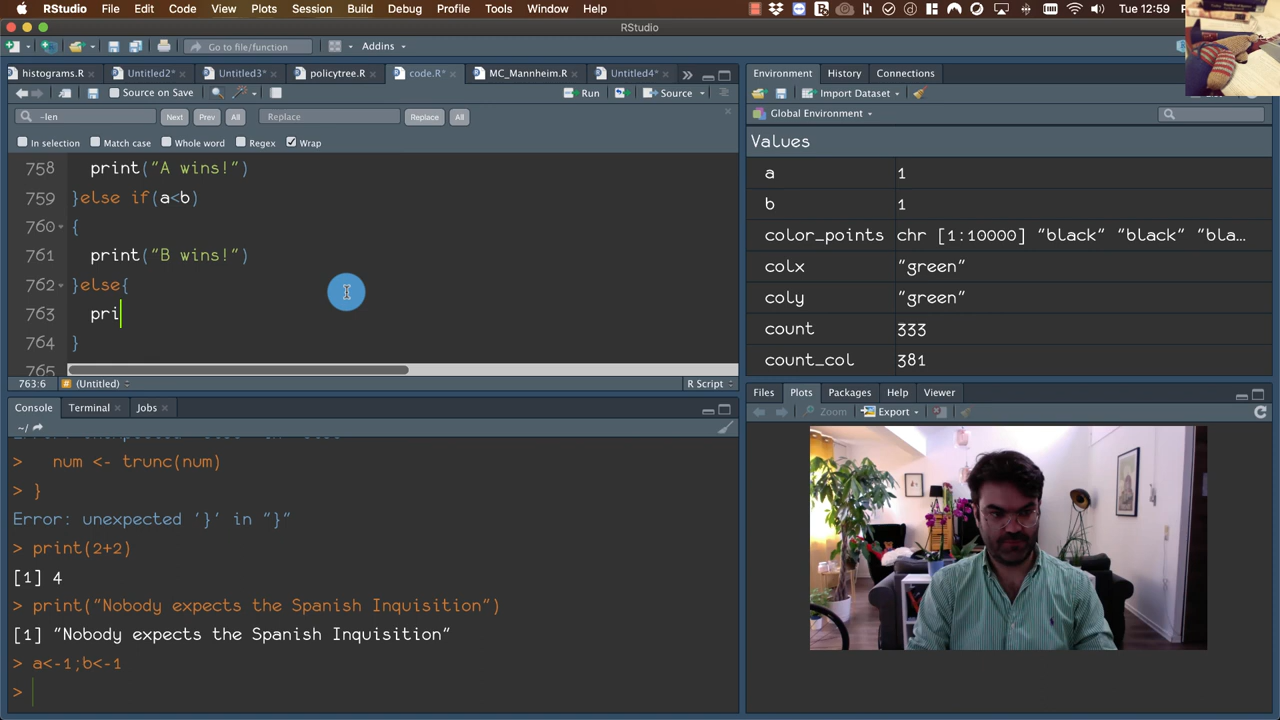 RStudio File Edit Code View Plots Session Build Debug Profile Tools Window Help Tue 12:59
RStudio
Go to file/function Addins
histograms.R Untitled2* Untitled3* policytree.R code.R* MC_Mannheim.R Untitled4* »
Source on Save Run Source
~len Next Prev All Replace Replace All
In selection Match case Whole word Regex Wrap
758 print("A wins!")
759 }else if(a<b)
760 {
761 print("B wins!")
762 }else{
763 pri
764 }
765
763:6 (Untitled) R Script
Console Terminal Jobs
~/
> num <- trunc(num)
> }
Error: unexpected '}' in "}"
> print(2+2)
[1] 4
> print("Nobody expects the Spanish Inquisition")
[1] "Nobody expects the Spanish Inquisition"
> a<-1;b<-1
>
Environment History Connections
Import Dataset
Global Environment
Values
a 1
b 1
color_points chr [1:10000] "black" "black" "bla...
colx "green"
coly "green"
count 333
count_col 381
Files Plots Packages Help Viewer
Zoom Export